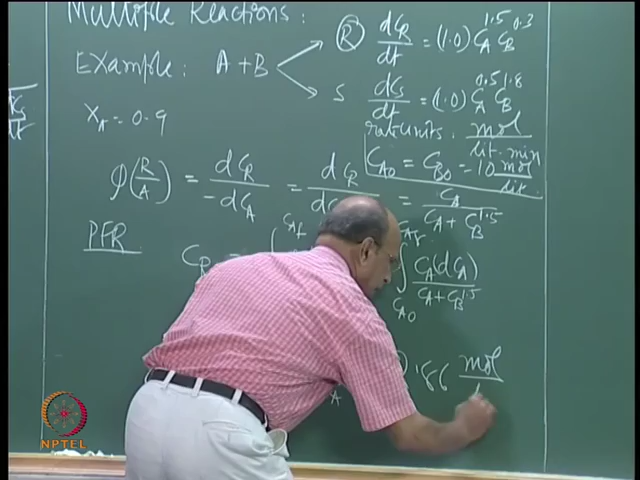 Multiple Reactions:
Example: A + B
R dC_R/dt = (1.0) C_A^1.5 C_B^0.3
S dC_S/dt = (1.0) C_A^0.5 C_B^1.8
X_A = 0.9
rate units: mol/lit-min
C_A0 = C_B0 = 10 mol/lit
φ(R/A) = dC_R/-dC_A = dC_R/ = C_A/C_A + C_B^1.5
PFR
C_R = C_Af
C_A0 C_A(dC_A)/C_A + C_B^1.5
.86 mol
NPTEL